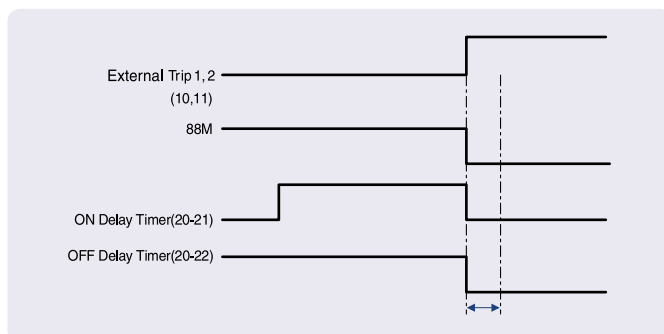 External Trip 1, 2
(10,11)
88M
ON Delay Timer(20-21)
OFF Delay Timer(20-22)